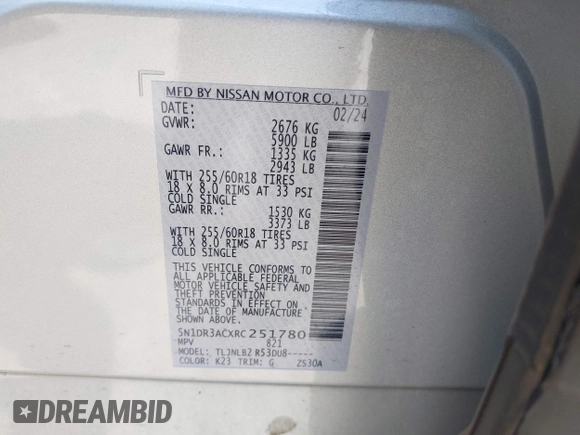 MFD BY NISSAN MOTOR CO., LTD.
DATE: 02/24
GVWR: 2676 KG
5900 LB
GAWR FR.: 1335 KG
2943 LB
WITH 255/60R18 TIRES
18 X 8.0 RIMS AT 33 PSI
COLD SINGLE
GAWR RR.: 1530 KG
3373 LB
WITH 255/60R18 TIRES
18 X 8.0 RIMS AT 33 PSI
COLD SINGLE
THIS VEHICLE CONFORMS TO
ALL APPLICABLE FEDERAL
MOTOR VEHICLE SAFETY AND
THEFT PREVENTION
STANDARDS IN EFFECT ON
THE DATE OF MANUFACTURE
SHOWN ABOVE.
5N1DR3ACXRC251780
MPV 821
MODEL: TLJNLB2 R53DU8-----
COLOR: K23 TRIM: G ZS30A
DREAMBID